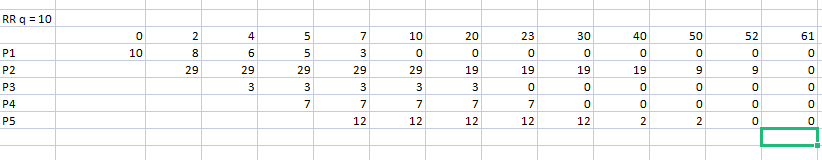 RR q = 10
0 2 4 5 7 10 20 23 30 40 50 52 61
P1 10 8 6 5 3 0 0 0 0 0 0 0 0
P2 29 29 29 29 29 19 19 19 19 9 9 0
P3 3 3 3 3 3 0 0 0 0 0 0
P4 7 7 7 7 7 0 0 0 0 0
P5 12 12 12 12 12 2 2 0 0